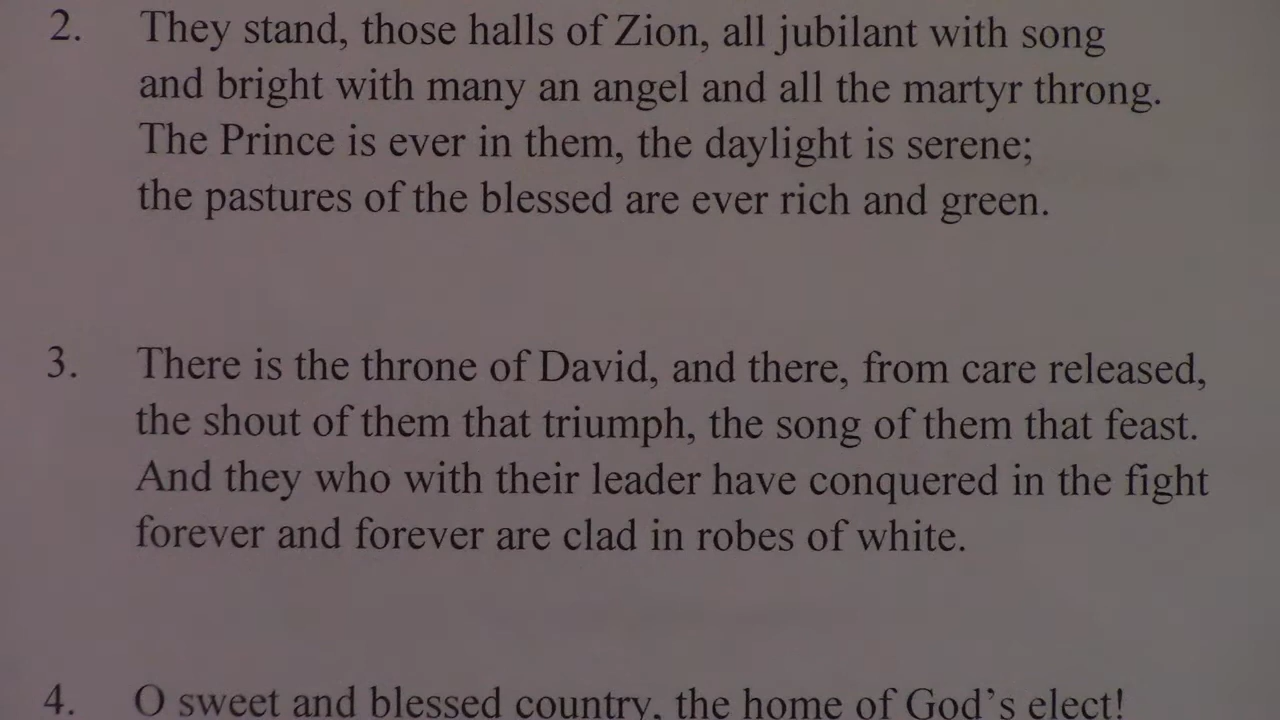 2. They stand, those halls of Zion, all jubilant with song
and bright with many an angel and all the martyr throng.
The Prince is ever in them, the daylight is serene;
the pastures of the blessed are ever rich and green.
3. There is the throne of David, and there, from care released,
the shout of them that triumph, the song of them that feast.
And they who with their leader have conquered in the fight
forever and forever are clad in robes of white.
4. O sweet and blessed country, the home of God’s elect!